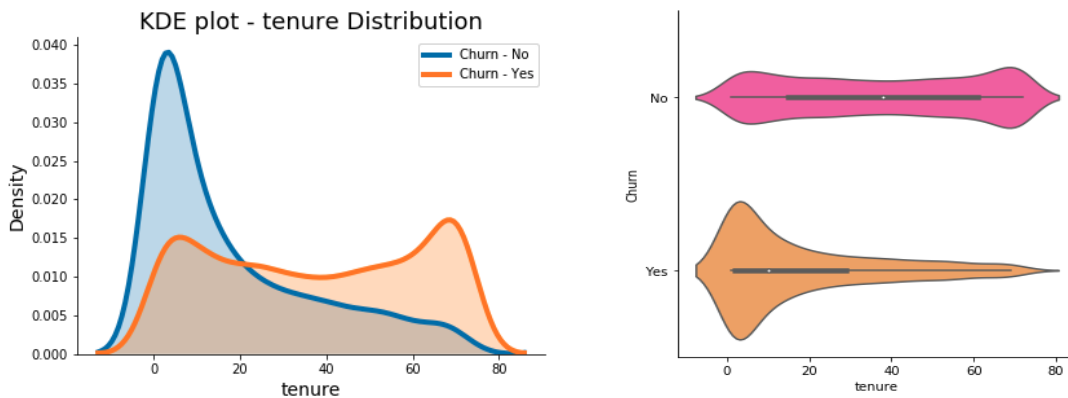 KDE plot - tenure Distribution
Churn - No
Churn - Yes
0.040
0.035
0.030
0.025
0.020
0.015
0.010
0.005
0.000
Density
0 20 40 60 80
tenure
No
Yes
Churn
0 20 40 60 80
tenure